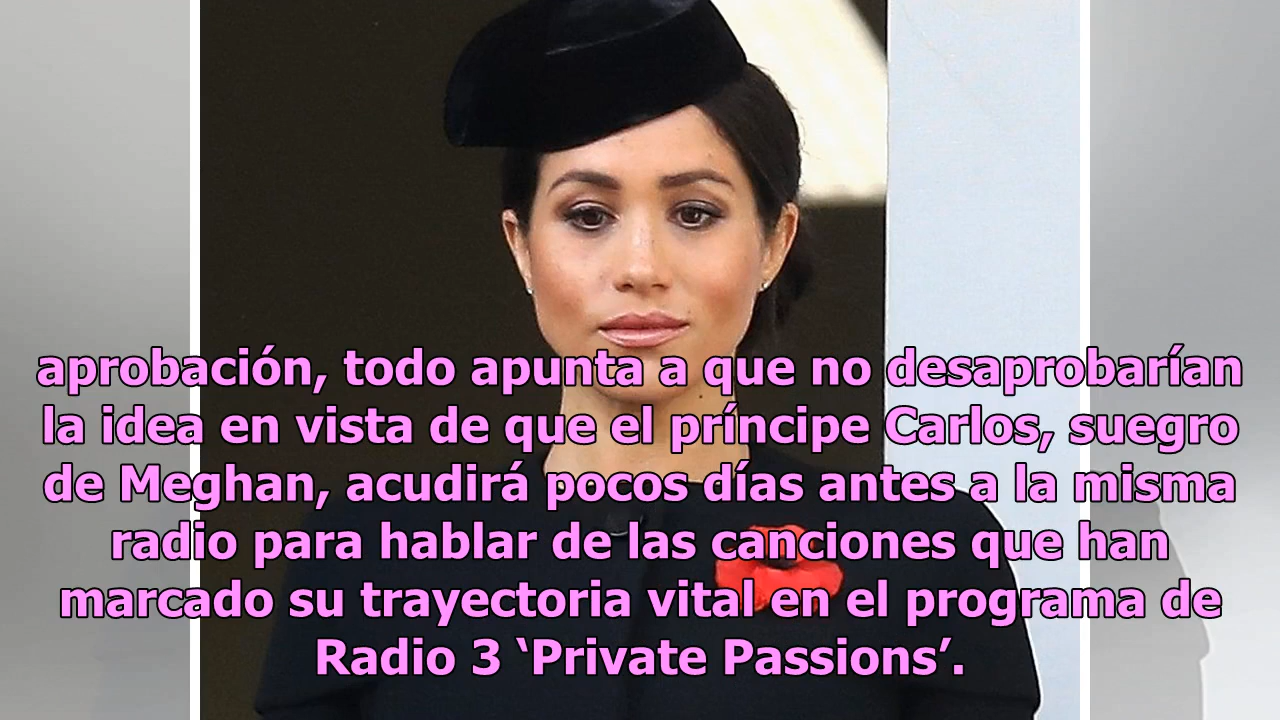 aprobación, todo apunta a que no desaprobarían
la idea en vista de que el príncipe Carlos, suegro
de Meghan, acudirá pocos días antes a la misma
radio para hablar de las canciones que han
marcado su trayectoria vital en el programa de
Radio 3 ‘Private Passions’.